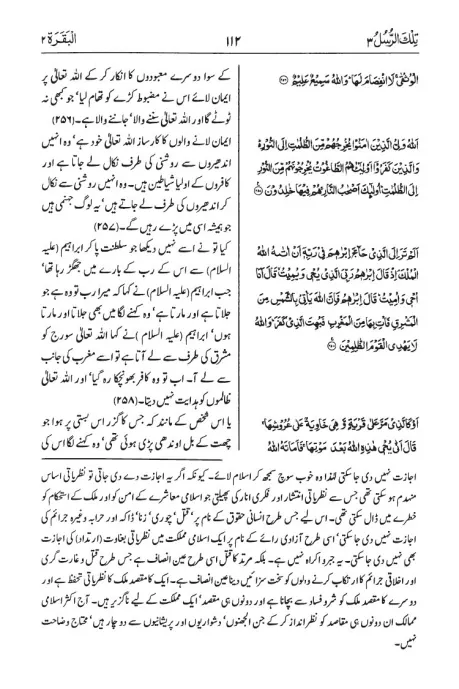 تِلْكَ الرُّسُلُ ٣
١١٢
الْبَقَرَة ٢
الْوُثْقٰى لَا انْفِصَامَ لَهَا وَاللّٰهُ سَمِيْعٌ عَلِيْمٌ
اَللّٰهُ وَلِيُّ الَّذِيْنَ اٰمَنُوْا يُخْرِجُهُمْ مِّنَ الظُّلُمٰتِ اِلَى النُّوْرِ
وَالَّذِيْنَ كَفَرُوْٓا اَوْلِيٰٓـُٔهُمُ الطَّاغُوْتُ يُخْرِجُوْنَهُمْ مِّنَ النُّوْرِ
اِلَى الظُّلُمٰتِ اُولٰٓئِكَ اَصْحٰبُ النَّارِ هُمْ فِيْهَا خٰلِدُوْنَ
اَلَمْ تَرَ اِلَى الَّذِيْ حَآجَّ اِبْرٰهٖمَ فِيْ رَبِّهٖٓ اَنْ اٰتٰىهُ اللّٰهُ
الْمُلْكَ اِذْ قَالَ اِبْرٰهٖمُ رَبِّيَ الَّذِيْ يُحْيٖ وَيُمِيْتُ قَالَ اَنَا
اُحْيٖ وَاُمِيْتُ قَالَ اِبْرٰهٖمُ فَاِنَّ اللّٰهَ يَاْتِيْ بِالشَّمْسِ مِنَ
الْمَشْرِقِ فَاْتِ بِهَا مِنَ الْمَغْرِبِ فَبُهِتَ الَّذِيْ كَفَرَ وَاللّٰهُ
لَا يَهْدِي الْقَوْمَ الظّٰلِمِيْنَ
اَوْ كَالَّذِيْ مَرَّ عَلٰى قَرْيَةٍ وَّهِيَ خَاوِيَةٌ عَلٰى عُرُوْشِهَا
قَالَ اَنّٰى يُحْيٖ هٰذِهِ اللّٰهُ بَعْدَ مَوْتِهَا فَاَمَاتَهُ اللّٰهُ
کے سوا دوسرے معبودوں کا انکار کر کے اللہ تعالیٰ پر
ایمان لائے اس نے مضبوط کڑے کو تھام لیا، جو کبھی نہ
ٹوٹے گا اور اللہ تعالیٰ سننے والا، جاننے والا ہے۔(۲۵۶)
ایمان لانے والوں کا کارساز اللہ تعالیٰ خود ہے، وہ انہیں
اندھیروں سے روشنی کی طرف نکال لے جاتا ہے اور
کافروں کے اولیا شیاطین ہیں۔ وہ انہیں روشنی سے نکال
کر اندھیروں کی طرف لے جاتے ہیں، یہ لوگ جہنمی ہیں
جو ہمیشہ اسی میں پڑے رہیں گے۔(۲۵۷)
کیا تو نے اسے نہیں دیکھا جو سلطنت پا کر ابراہیم (علیہ
السلام) سے اس کے رب کے بارے میں جھگڑ رہا تھا،
جب ابراہیم (علیہ السلام) نے کہا کہ میرا رب تو وہ ہے جو
جلاتا ہے اور مارتا ہے، وہ کہنے لگا میں بھی جلاتا اور مارتا
ہوں، ابراہیم (علیہ السلام) نے کہا اللہ تعالیٰ سورج کو
مشرق کی طرف سے لے آتا ہے تو اسے مغرب کی جانب
سے لے آ۔ اب تو وہ کافر بھونچکا رہ گیا، اور اللہ تعالیٰ
ظالموں کو ہدایت نہیں دیتا۔(۲۵۸)
یا اس شخص کے مانند کہ جس کا گزر اس بستی پر ہوا جو
چھت کے بل اوندھی پڑی ہوئی تھی، وہ کہنے لگا اس کی
اجازت نہیں دی جا سکتی لہٰذا وہ خوب سوچ سمجھ کر اسلام لائے۔ کیونکہ اگر یہ اجازت دے دی جاتی تو نظریاتی اساس
منہدم ہو سکتی تھی جس سے نظریاتی انتشار اور فکری انارکی پھیلتی جو اسلامی معاشرے کے امن کو اور ملک کے استحکام کو
خطرے میں ڈال سکتی تھی۔ اس لیے جس طرح انسانی حقوق کے نام پر، قتل، چوری، زنا، ڈاکہ اور حرابہ وغیرہ جرائم کی
اجازت نہیں دی جا سکتی، اسی طرح آزادی رائے کے نام پر ایک اسلامی مملکت میں نظریاتی بغاوت (ارتداد) کی اجازت
بھی نہیں دی جا سکتی۔ یہ جبر و اکراہ نہیں ہے۔ بلکہ مرتد کا قتل اسی طرح عین انصاف ہے جس طرح قتل و غارت گری
اور اخلاقی جرائم کا ارتکاب کرنے والوں کو سخت سزائیں دینا عین انصاف ہے۔ ایک کا مقصد ملک کا نظریاتی تحفظ ہے اور
دوسرے کا مقصد ملک کو شر و فساد سے بچانا ہے اور دونوں ہی مقصد، ایک مملکت کے لیے ناگزیر ہیں۔ آج اکثر اسلامی
ممالک ان دونوں ہی مقاصد کو نظر انداز کر کے جن الجھنوں، دشواریوں اور پریشانیوں سے دو چار ہیں، محتاج وضاحت
نہیں۔